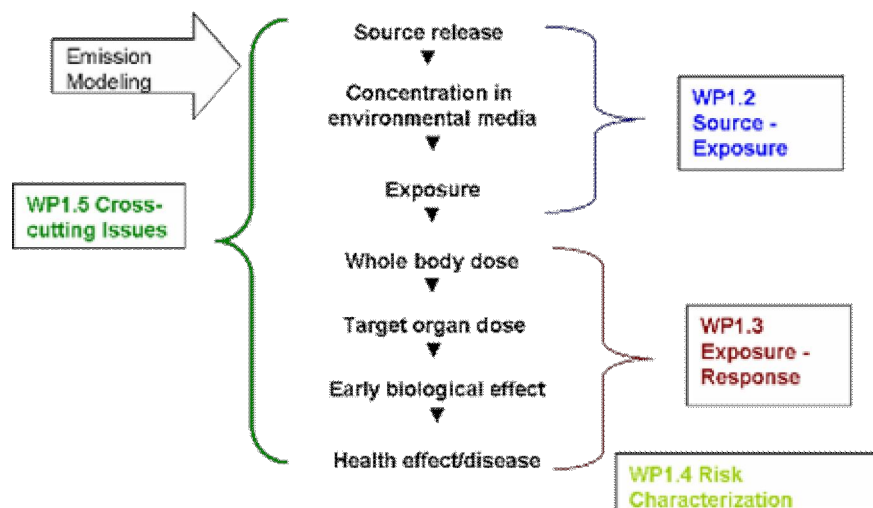 Emission
Modeling
Source release
Concentration in
environmental media
Exposure
Whole body dose
Target organ dose
Early biological effect
Health effect/disease
WP1.5 Cross-
cutting Issues
WP1.2
Source -
Exposure
WP1.3
Exposure -
Response
WP1.4 Risk
Characterization